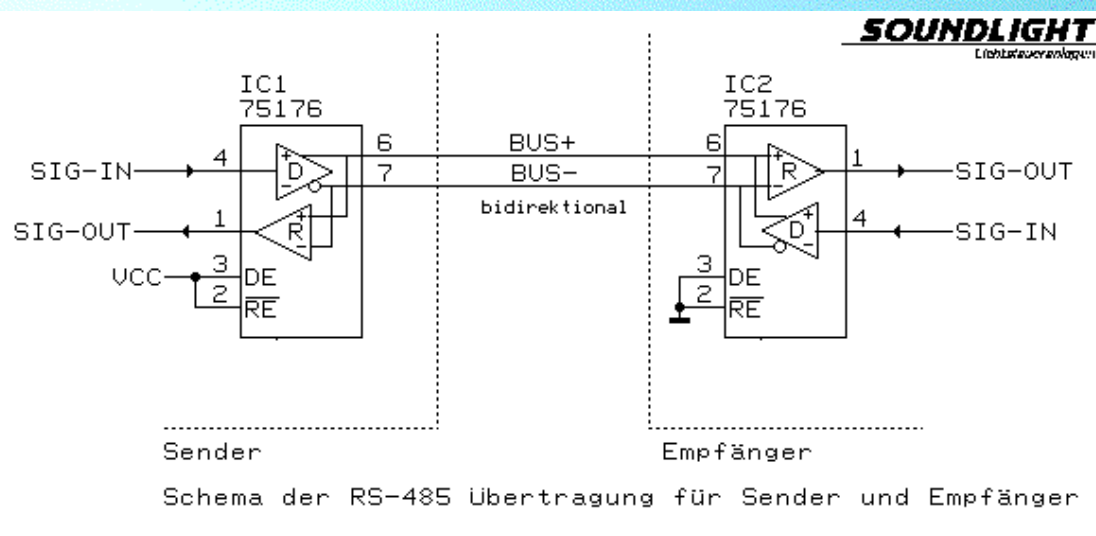 SOUNDLIGHT
Lichtsteueranlagen
IC1
75176
IC2
75176
SIG-IN
4
D
6
BUS+
6
R
1
SIG-OUT
7
BUS-
7
bidirektional
SIG-OUT
1
R
D
4
SIG-IN
VCC
3
DE
2
RE
3
DE
2
RE
Sender
Empfänger
Schema der RS-485 Übertragung für Sender und Empfänger